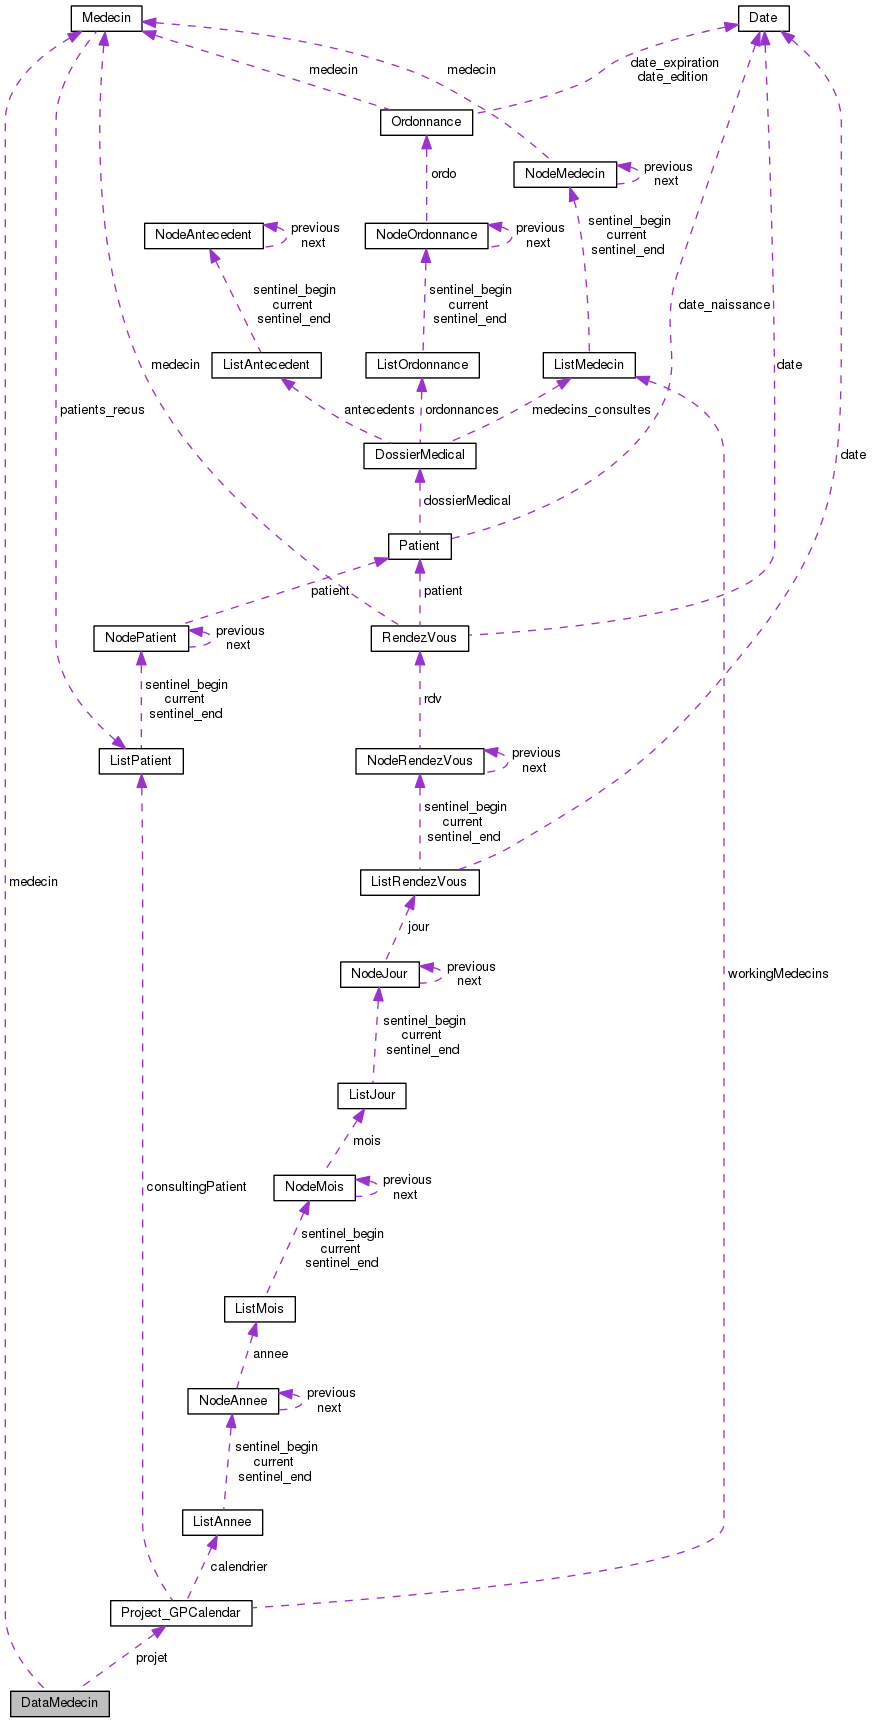 Medecin
Date
medecin
medecin
date_expiration
date_edition
Ordonnance
NodeMedecin
previous
next
ordo
patients_recus
NodeAntecedent
previous
next
NodeOrdonnance
previous
next
sentinel_begin
current
sentinel_end
sentinel_begin
current
sentinel_end
sentinel_begin
current
sentinel_end
date_naissance
medecin
ListAntecedent
ListOrdonnance
ListMedecin
date
antecedents
ordonnances
medecins_consultes
DossierMedical
date
dossierMedical
Patient
patient
patient
NodePatient
previous
next
RendezVous
sentinel_begin
current
sentinel_end
rdv
ListPatient
NodeRendezVous
previous
next
sentinel_begin
current
sentinel_end
medecin
ListRendezVous
jour
NodeJour
previous
next
workingMedecins
sentinel_begin
current
sentinel_end
ListJour
mois
consultingPatient
NodeMois
previous
next
sentinel_begin
current
sentinel_end
ListMois
annee
NodeAnnee
previous
next
sentinel_begin
current
sentinel_end
ListAnnee
calendrier
Project_GPCalendar
projet
DataMedecin